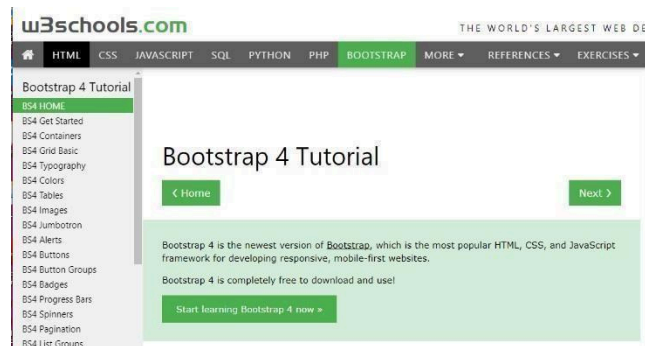 w3schools.com
THE WORLD'S LARGEST WEB DE
HTML CSS JAVASCRIPT SQL PYTHON PHP BOOTSTRAP MORE ▼ REFERENCES ▼ EXERCISES ▼
Bootstrap 4 Tutorial
BS4 HOME
BS4 Get Started
BS4 Containers
BS4 Grid Basic
BS4 Typography
BS4 Colors
BS4 Tables
BS4 Images
BS4 Jumbotron
BS4 Alerts
BS4 Buttons
BS4 Button Groups
BS4 Badges
BS4 Progress Bars
BS4 Spinners
BS4 Pagination
BS4 List Groups
Bootstrap 4 Tutorial
❮ Home
Next ❯
Bootstrap 4 is the newest version of Bootstrap, which is the most popular HTML, CSS, and JavaScript
framework for developing responsive, mobile-first websites.
Bootstrap 4 is completely free to download and use!
Start learning Bootstrap 4 now »